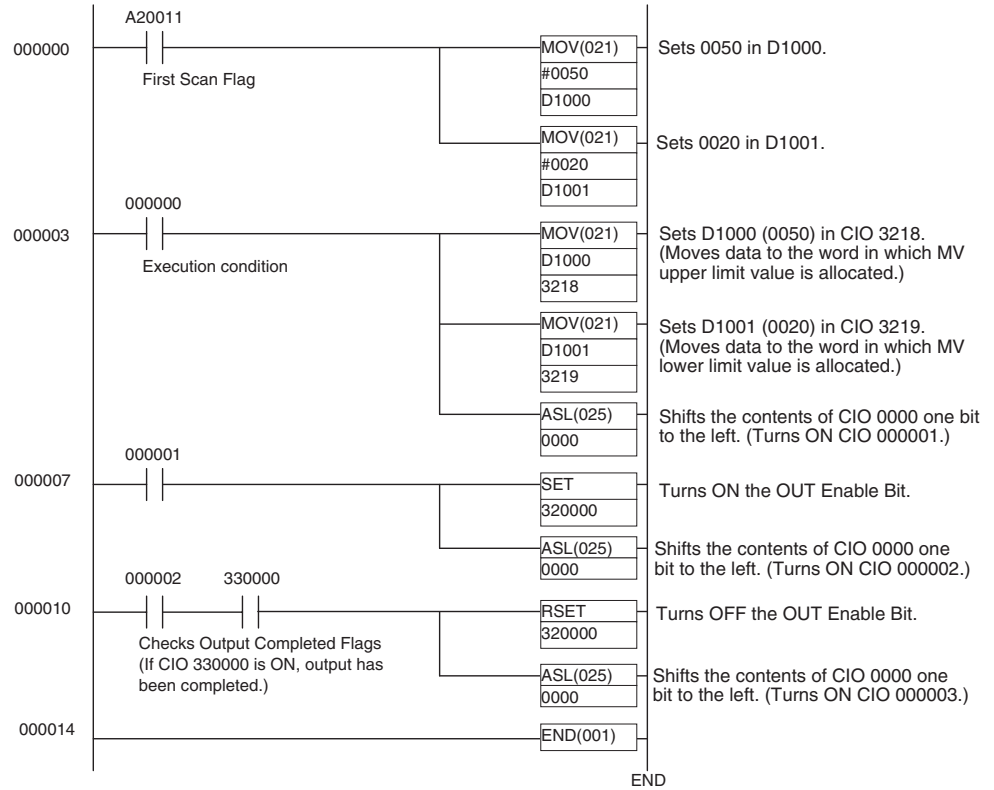 A20011
000000
First Scan Flag
MOV(021)
#0050
D1000
Sets 0050 in D1000.
MOV(021)
#0020
D1001
Sets 0020 in D1001.
000000
000003
Execution condition
MOV(021)
D1000
3218
Sets D1000 (0050) in CIO 3218.
(Moves data to the word in which MV
upper limit value is allocated.)
MOV(021)
D1001
3219
Sets D1001 (0020) in CIO 3219.
(Moves data to the word in which MV
lower limit value is allocated.)
ASL(025)
0000
Shifts the contents of CIO 0000 one bit
to the left. (Turns ON CIO 000001.)
000001
000007
SET
320000
Turns ON the OUT Enable Bit.
ASL(025)
0000
Shifts the contents of CIO 0000 one
bit to the left. (Turns ON CIO 000002.)
000002 330000
000010
Checks Output Completed Flags
(If CIO 330000 is ON, output has
been completed.)
RSET
320000
Turns OFF the OUT Enable Bit.
ASL(025)
0000
Shifts the contents of CIO 0000 one
bit to the left. (Turns ON CIO 000003.)
000014
END(001)
END